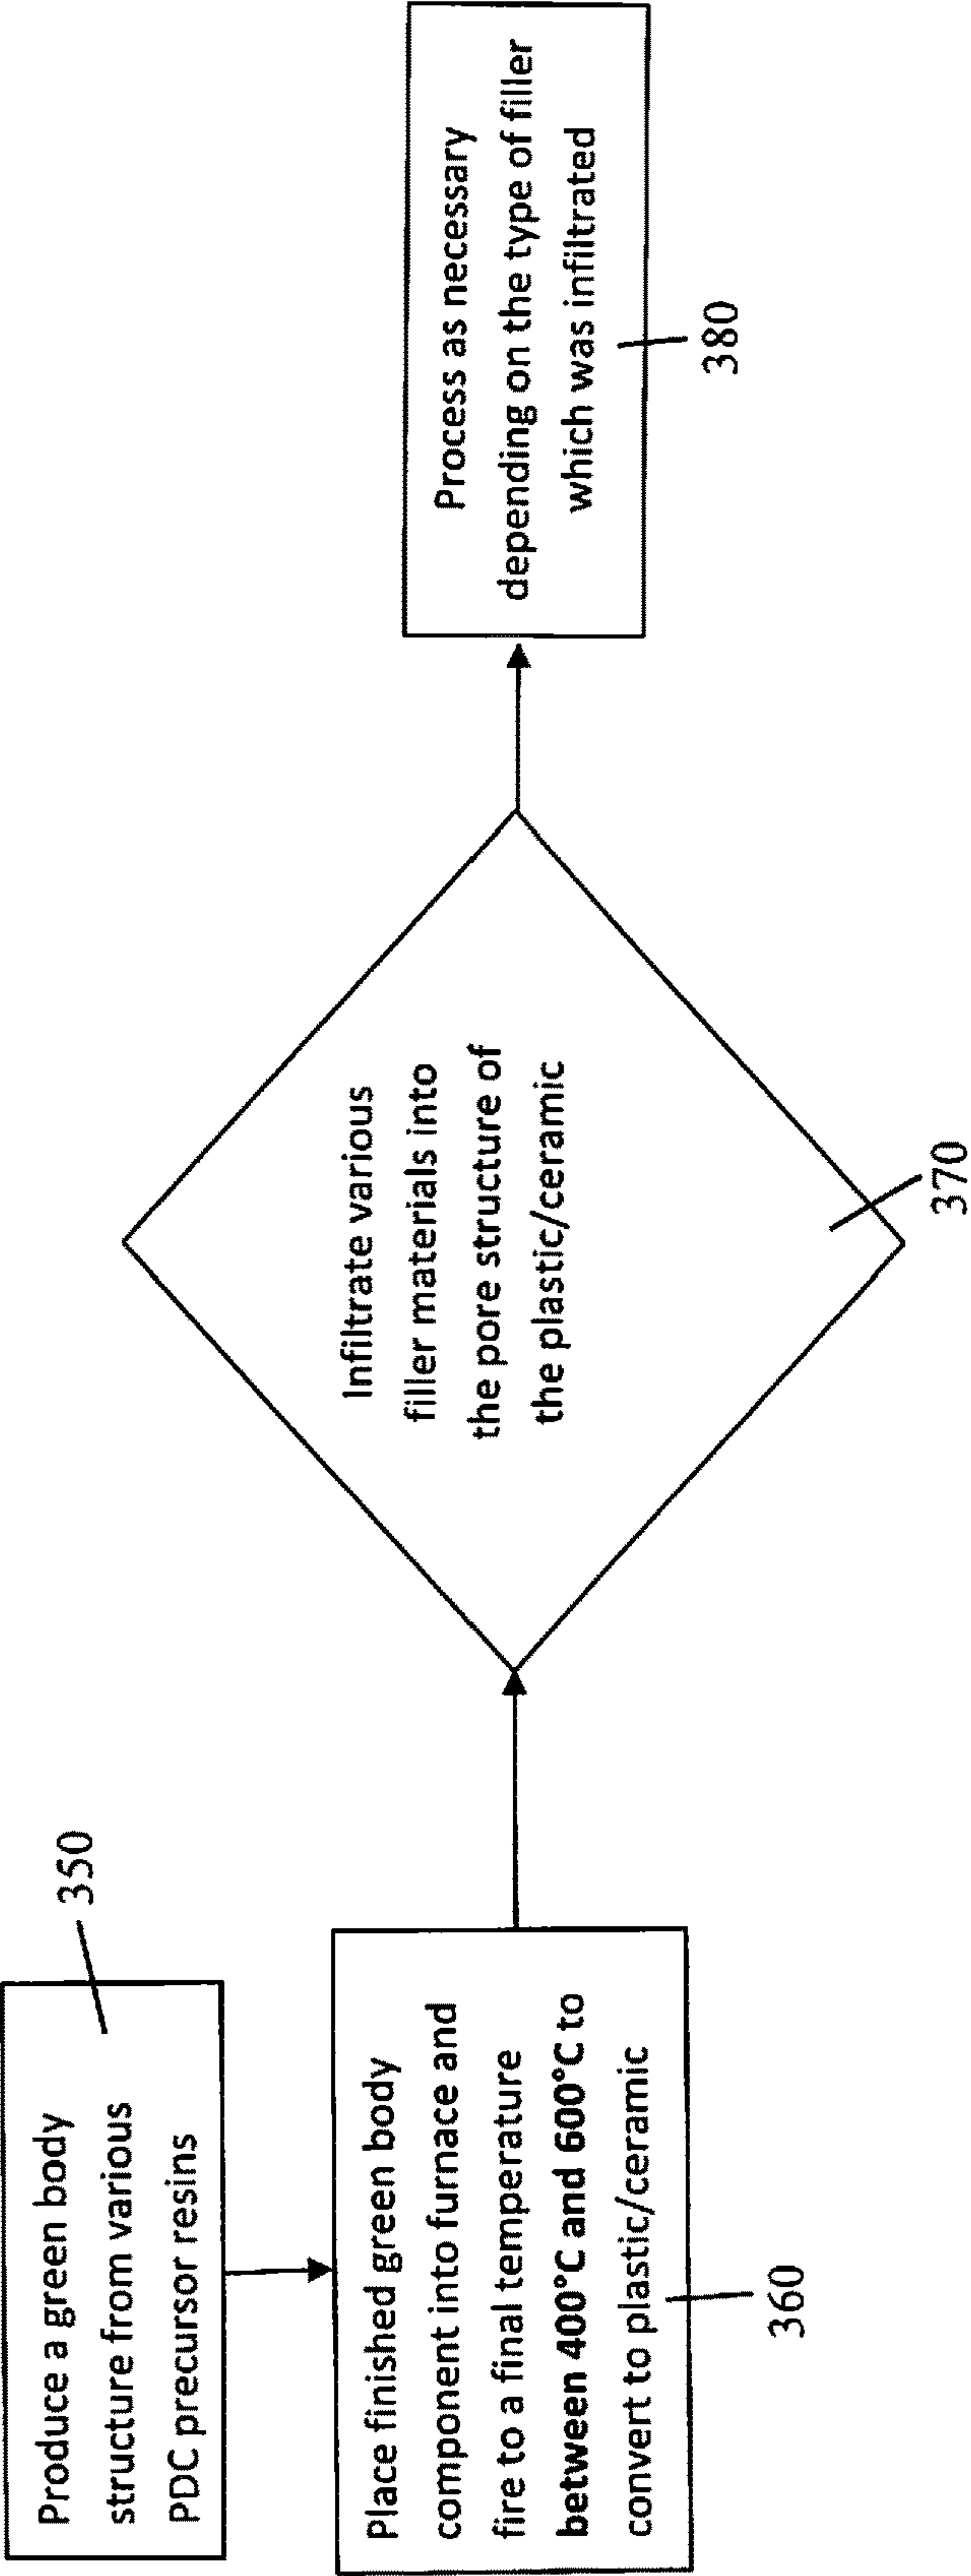 Produce a green body
structure from various
PDC precursor resins
350
Place finished green body
component into furnace and
fire to a final temperature
between 400°C and 600°C to
convert to plastic/ceramic
360
Infiltrate various
filler materials into
the pore structure of
the plastic/ceramic
370
Process as necessary
depending on the type of filler
which was infiltrated
380